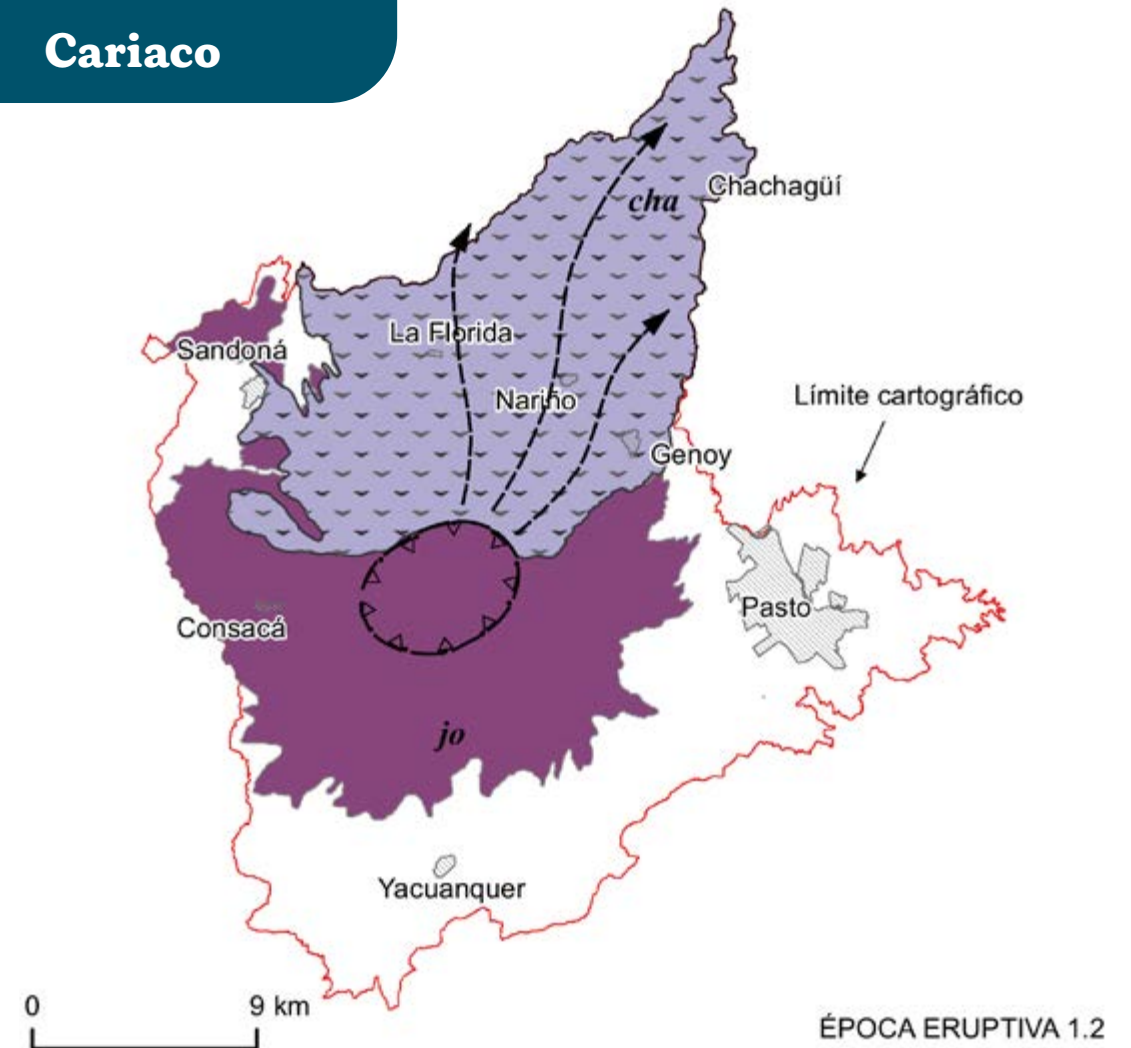 Cariaco
cha
Chachagüí
La Florida
Sandoná
Nariño
Límite cartográfico
Genoy
Pasto
Consacá
jo
Yacuanquer
0 9 km
ÉPOCA ERUPTIVA 1.2